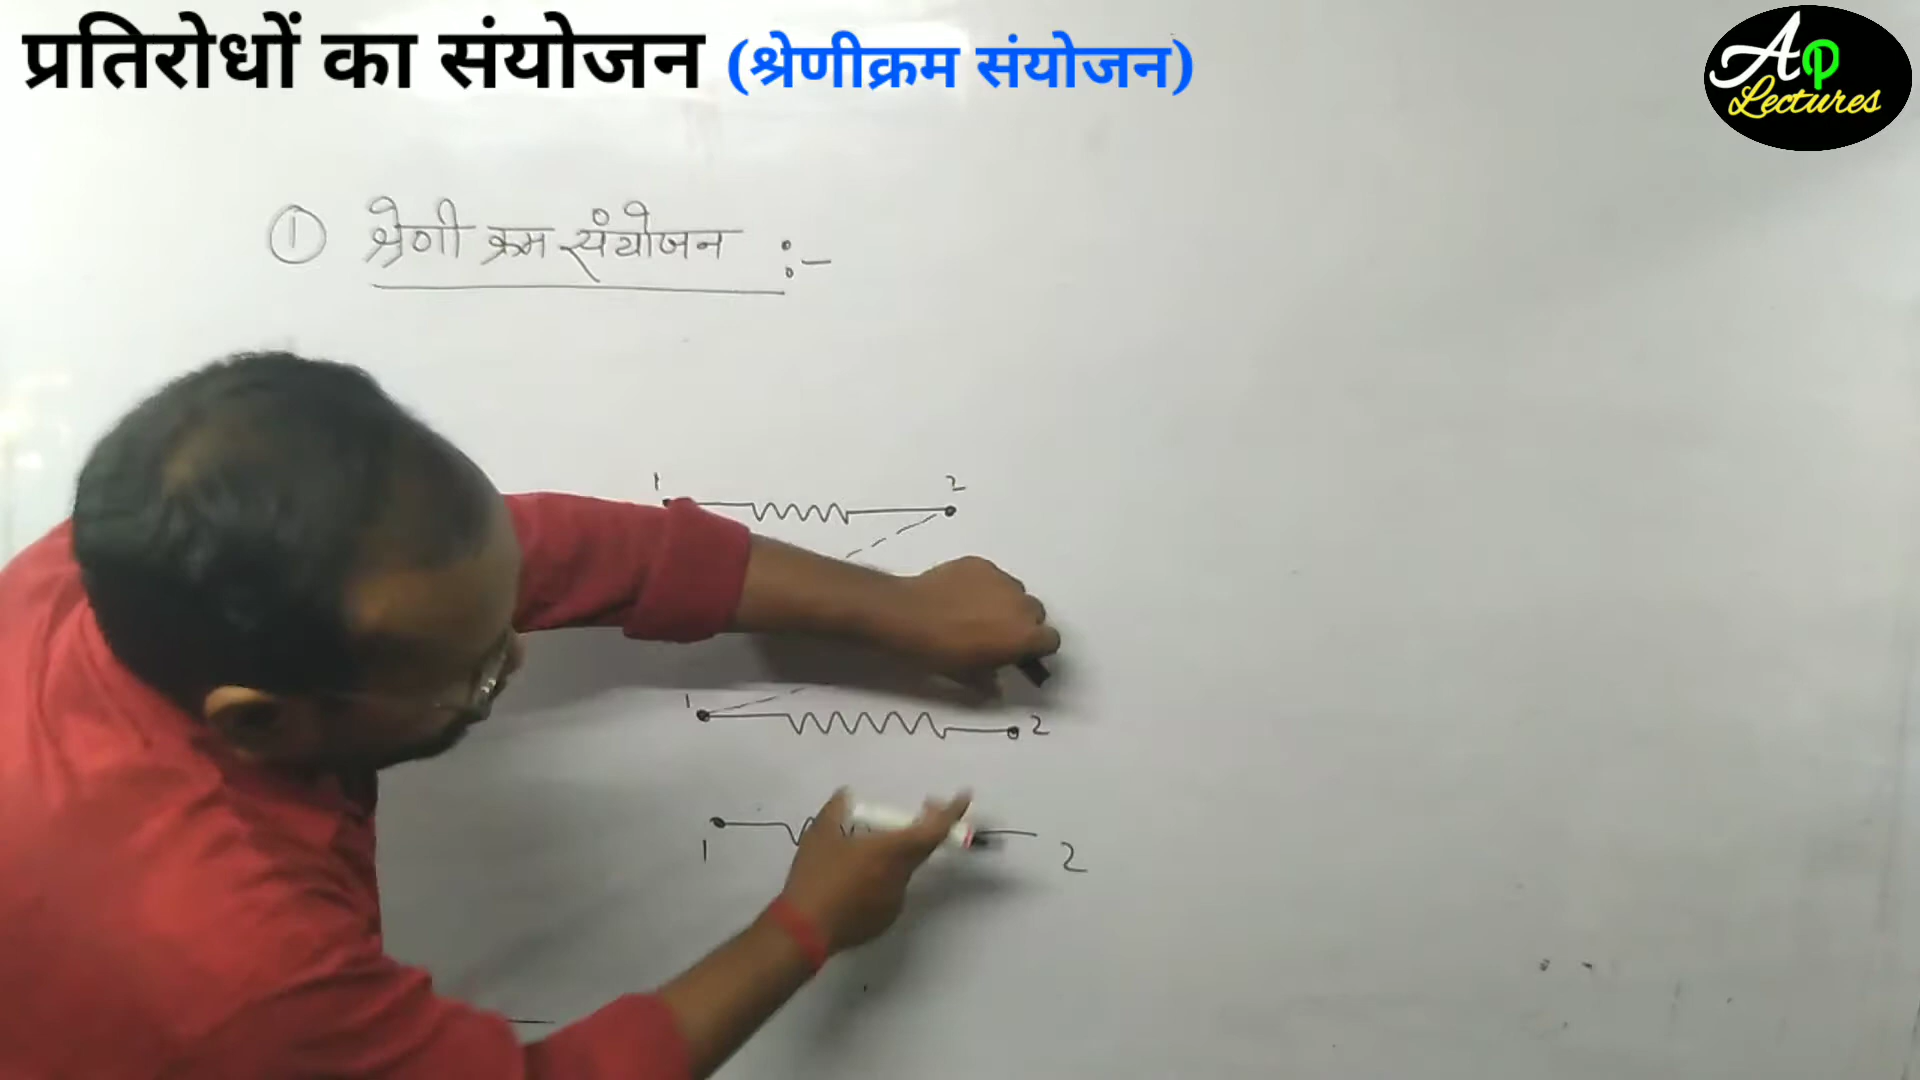 प्रतिरोधों का संयोजन (श्रेणीक्रम संयोजन)
Ap
Lectures
① श्रेणी क्रम संयोजन :-
1 2
1 2
1 2